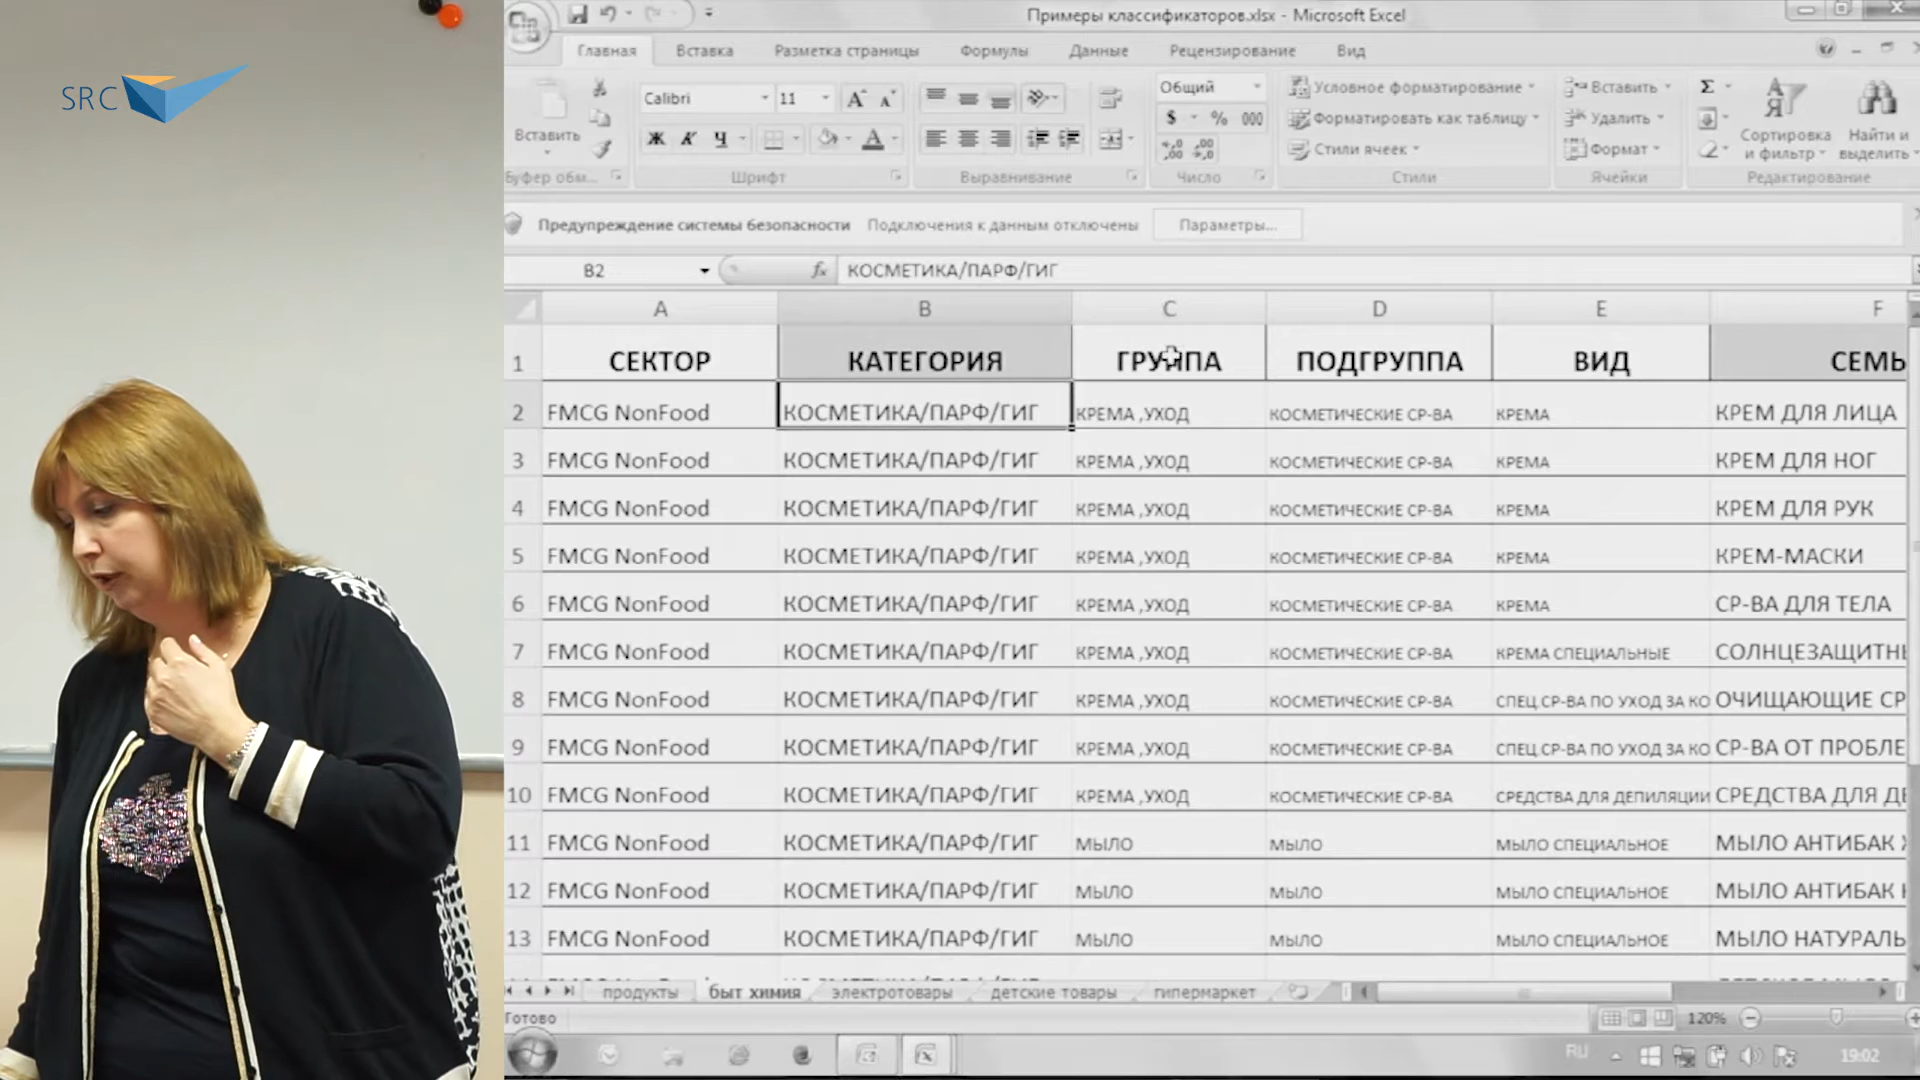 SRC
Примеры классификаторов.xlsx - Microsoft Excel
Главная Вставка Разметка страницы Формулы Данные Рецензирование Вид
Вставить
Calibri 11
Ж К Ч
Общий
$ % 000
Условное форматирование
Форматировать как таблицу
Стили ячеек
Вставить
Удалить
Формат
Σ
Сортировка и фильтр
Найти и выделить
Буфер обм... Шрифт Выравнивание Число Стили Ячейки Редактирование
Предупреждение системы безопасности Подключения к данным отключены Параметры...
B2 fx КОСМЕТИКА/ПАРФ/ГИГ
A B C D E F
1 СЕКТОР КАТЕГОРИЯ ГРУППА ПОДГРУППА ВИД СЕМЬ
2 FMCG NonFood КОСМЕТИКА/ПАРФ/ГИГ КРЕМА ,УХОД КОСМЕТИЧЕСКИЕ СР-ВА КРЕМА КРЕМ ДЛЯ ЛИЦА
3 FMCG NonFood КОСМЕТИКА/ПАРФ/ГИГ КРЕМА ,УХОД КОСМЕТИЧЕСКИЕ СР-ВА КРЕМА КРЕМ ДЛЯ НОГ
4 FMCG NonFood КОСМЕТИКА/ПАРФ/ГИГ КРЕМА ,УХОД КОСМЕТИЧЕСКИЕ СР-ВА КРЕМА КРЕМ ДЛЯ РУК
5 FMCG NonFood КОСМЕТИКА/ПАРФ/ГИГ КРЕМА ,УХОД КОСМЕТИЧЕСКИЕ СР-ВА КРЕМА КРЕМ-МАСКИ
6 FMCG NonFood КОСМЕТИКА/ПАРФ/ГИГ КРЕМА ,УХОД КОСМЕТИЧЕСКИЕ СР-ВА КРЕМА СР-ВА ДЛЯ ТЕЛА
7 FMCG NonFood КОСМЕТИКА/ПАРФ/ГИГ КРЕМА ,УХОД КОСМЕТИЧЕСКИЕ СР-ВА КРЕМА СПЕЦИАЛЬНЫЕ СОЛНЦЕЗАЩИТНЫ
8 FMCG NonFood КОСМЕТИКА/ПАРФ/ГИГ КРЕМА ,УХОД КОСМЕТИЧЕСКИЕ СР-ВА СПЕЦ.СР-ВА ПО УХОД ЗА КО ОЧИЩАЮЩИЕ СР
9 FMCG NonFood КОСМЕТИКА/ПАРФ/ГИГ КРЕМА ,УХОД КОСМЕТИЧЕСКИЕ СР-ВА СПЕЦ.СР-ВА ПО УХОД ЗА КО СР-ВА ОТ ПРОБЛЕ
10 FMCG NonFood КОСМЕТИКА/ПАРФ/ГИГ КРЕМА ,УХОД КОСМЕТИЧЕСКИЕ СР-ВА СРЕДСТВА ДЛЯ ДЕПИЛЯЦИИ СРЕДСТВА ДЛЯ ДЕ
11 FMCG NonFood КОСМЕТИКА/ПАРФ/ГИГ МЫЛО МЫЛО МЫЛО СПЕЦИАЛЬНОЕ МЫЛО АНТИБАК Ж
12 FMCG NonFood КОСМЕТИКА/ПАРФ/ГИГ МЫЛО МЫЛО МЫЛО СПЕЦИАЛЬНОЕ МЫЛО АНТИБАК К
13 FMCG NonFood КОСМЕТИКА/ПАРФ/ГИГ МЫЛО МЫЛО МЫЛО СПЕЦИАЛЬНОЕ МЫЛО НАТУРАЛЬ
продукты быт химия электротовары детские товары гипермаркет
Готово 120%
RU 19:02